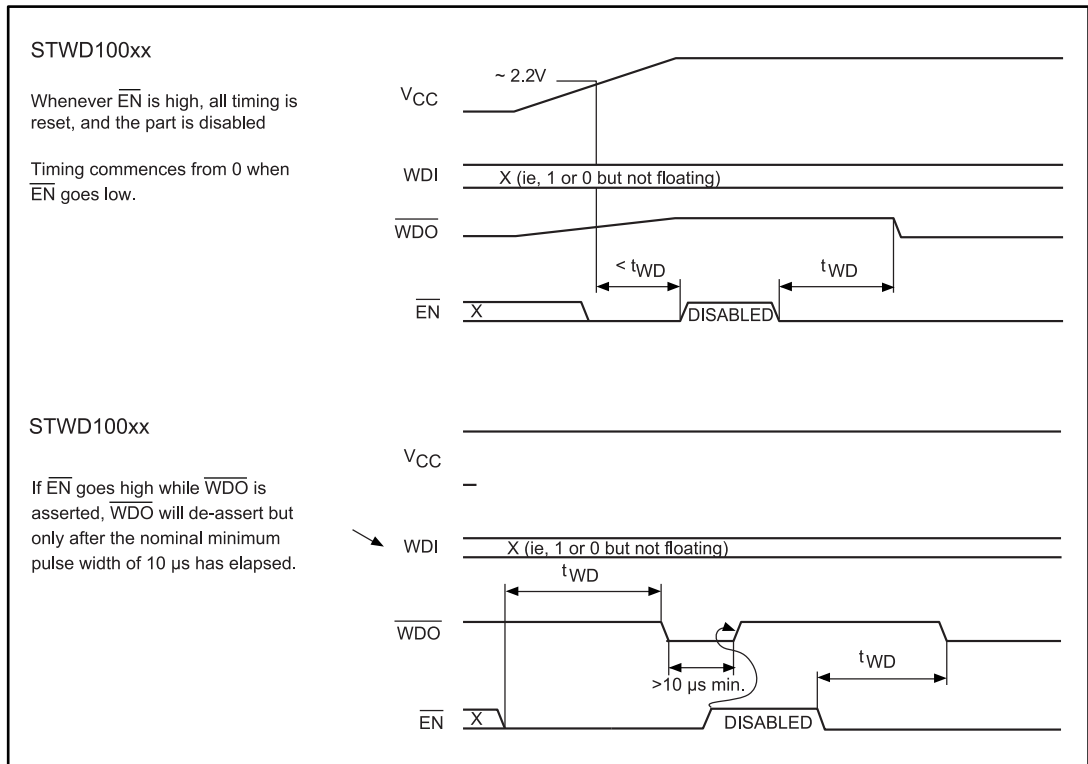 STWD100xx
Whenever EN is high, all timing is
reset, and the part is disabled
Timing commences from 0 when
EN goes low.
~ 2.2V
VCC
WDI
X (ie, 1 or 0 but not floating)
WDO
< tWD
tWD
EN
X
DISABLED
STWD100xx
If EN goes high while WDO is
asserted, WDO will de-assert but
only after the nominal minimum
pulse width of 10 µs has elapsed.
VCC
WDI
X (ie, 1 or 0 but not floating)
tWD
WDO
tWD
>10 µs min.
EN
X
DISABLED